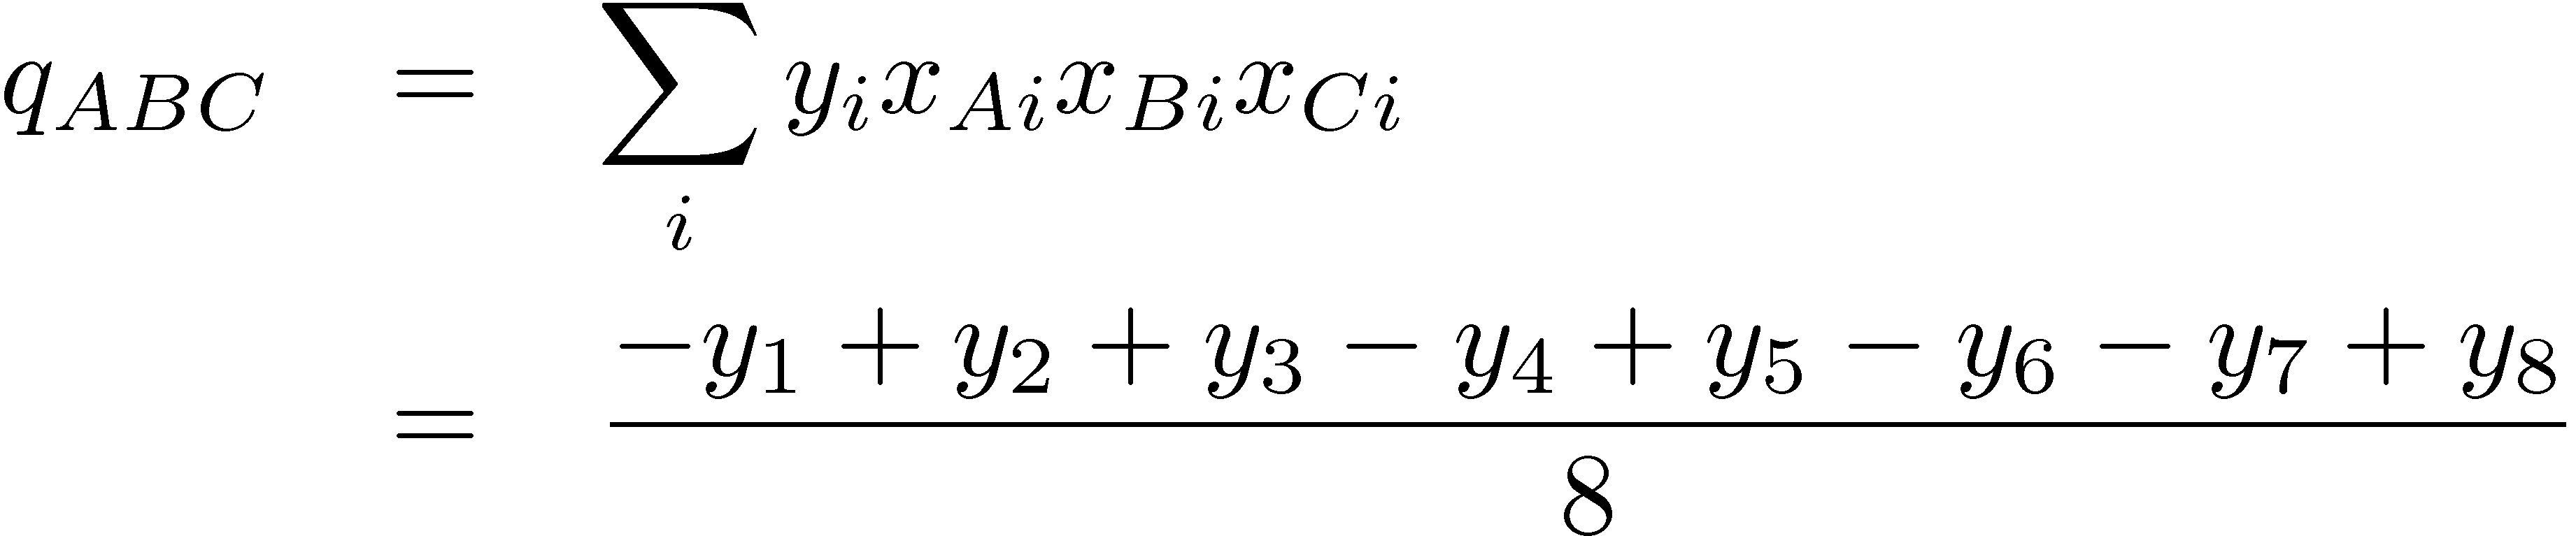 q_{ABC} = \sum_{i} y_i x_{Ai} x_{Bi} x_{Ci}
= \frac{-y_1 + y_2 + y_3 - y_4 + y_5 - y_6 - y_7 + y_8}{8}